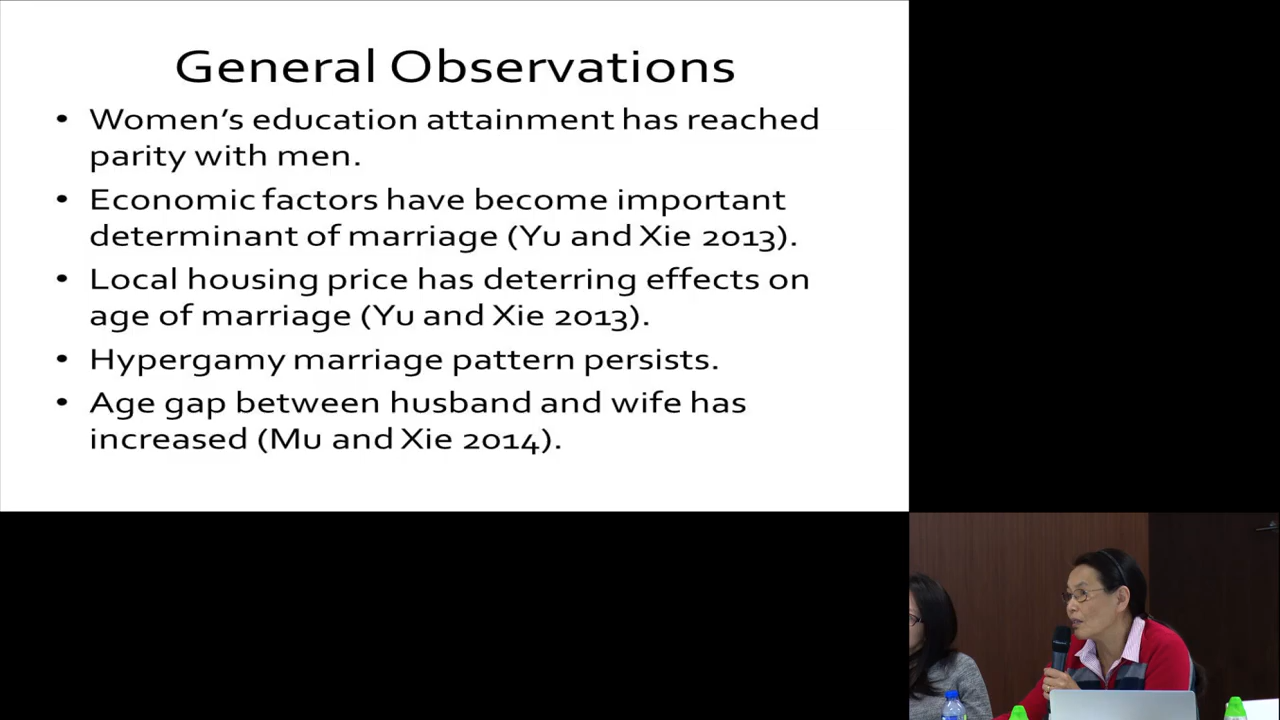 General Observations
• Women's education attainment has reached
parity with men.
• Economic factors have become important
determinant of marriage (Yu and Xie 2013).
• Local housing price has deterring effects on
age of marriage (Yu and Xie 2013).
• Hypergamy marriage pattern persists.
• Age gap between husband and wife has
increased (Mu and Xie 2014).